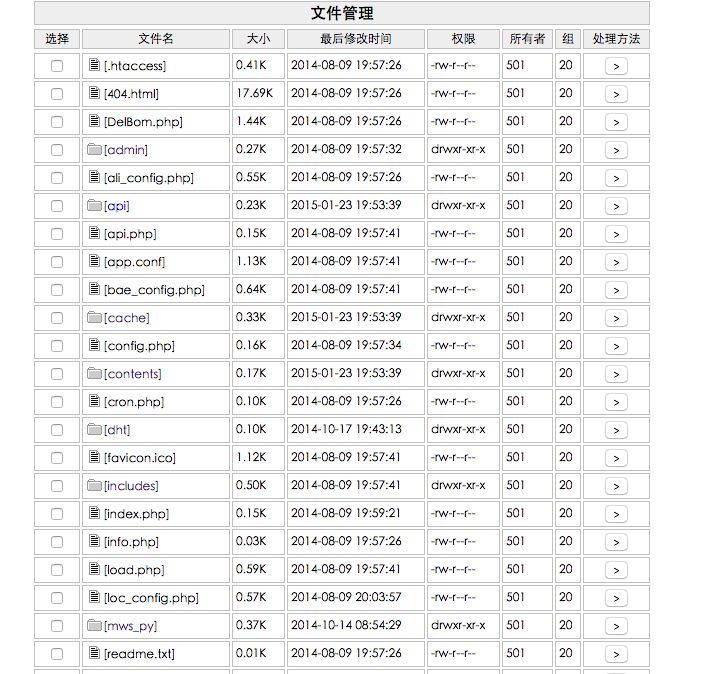 文件管理
选择 文件名 大小 最后修改时间 权限 所有者 组 处理方法
[.htaccess] 0.41K 2014-08-09 19:57:26 -rw-r--r-- 501 20 >
[404.html] 17.69K 2014-08-09 19:57:26 -rw-r--r-- 501 20 >
[DelBom.php] 1.44K 2014-08-09 19:57:26 -rw-r--r-- 501 20 >
[admin] 0.27K 2014-08-09 19:57:32 drwxr-xr-x 501 20 >
[ali_config.php] 0.55K 2014-08-09 19:57:26 -rw-r--r-- 501 20 >
[api] 0.23K 2015-01-23 19:53:39 drwxr-xr-x 501 20 >
[api.php] 0.15K 2014-08-09 19:57:41 -rw-r--r-- 501 20 >
[app.conf] 1.13K 2014-08-09 19:57:41 -rw-r--r-- 501 20 >
[bae_config.php] 0.64K 2014-08-09 19:57:41 -rw-r--r-- 501 20 >
[cache] 0.33K 2015-01-23 19:53:39 drwxr-xr-x 501 20 >
[config.php] 0.16K 2014-08-09 19:57:34 -rw-r--r-- 501 20 >
[contents] 0.17K 2015-01-23 19:53:39 drwxr-xr-x 501 20 >
[cron.php] 0.10K 2014-08-09 19:57:26 -rw-r--r-- 501 20 >
[dht] 0.10K 2014-10-17 19:43:13 drwxr-xr-x 501 20 >
[favicon.ico] 1.12K 2014-08-09 19:57:41 -rw-r--r-- 501 20 >
[includes] 0.50K 2014-08-09 19:57:41 drwxr-xr-x 501 20 >
[index.php] 0.15K 2014-08-09 19:59:21 -rw-r--r-- 501 20 >
[info.php] 0.03K 2014-08-09 19:57:26 -rw-r--r-- 501 20 >
[load.php] 0.59K 2014-08-09 19:57:41 -rw-r--r-- 501 20 >
[loc_config.php] 0.57K 2014-08-09 20:03:57 -rw-r--r-- 501 20 >
[mws_py] 0.37K 2014-10-14 08:54:29 drwxr-xr-x 501 20 >
[readme.txt] 0.01K 2014-08-09 19:57:26 -rw-r--r-- 501 20 >